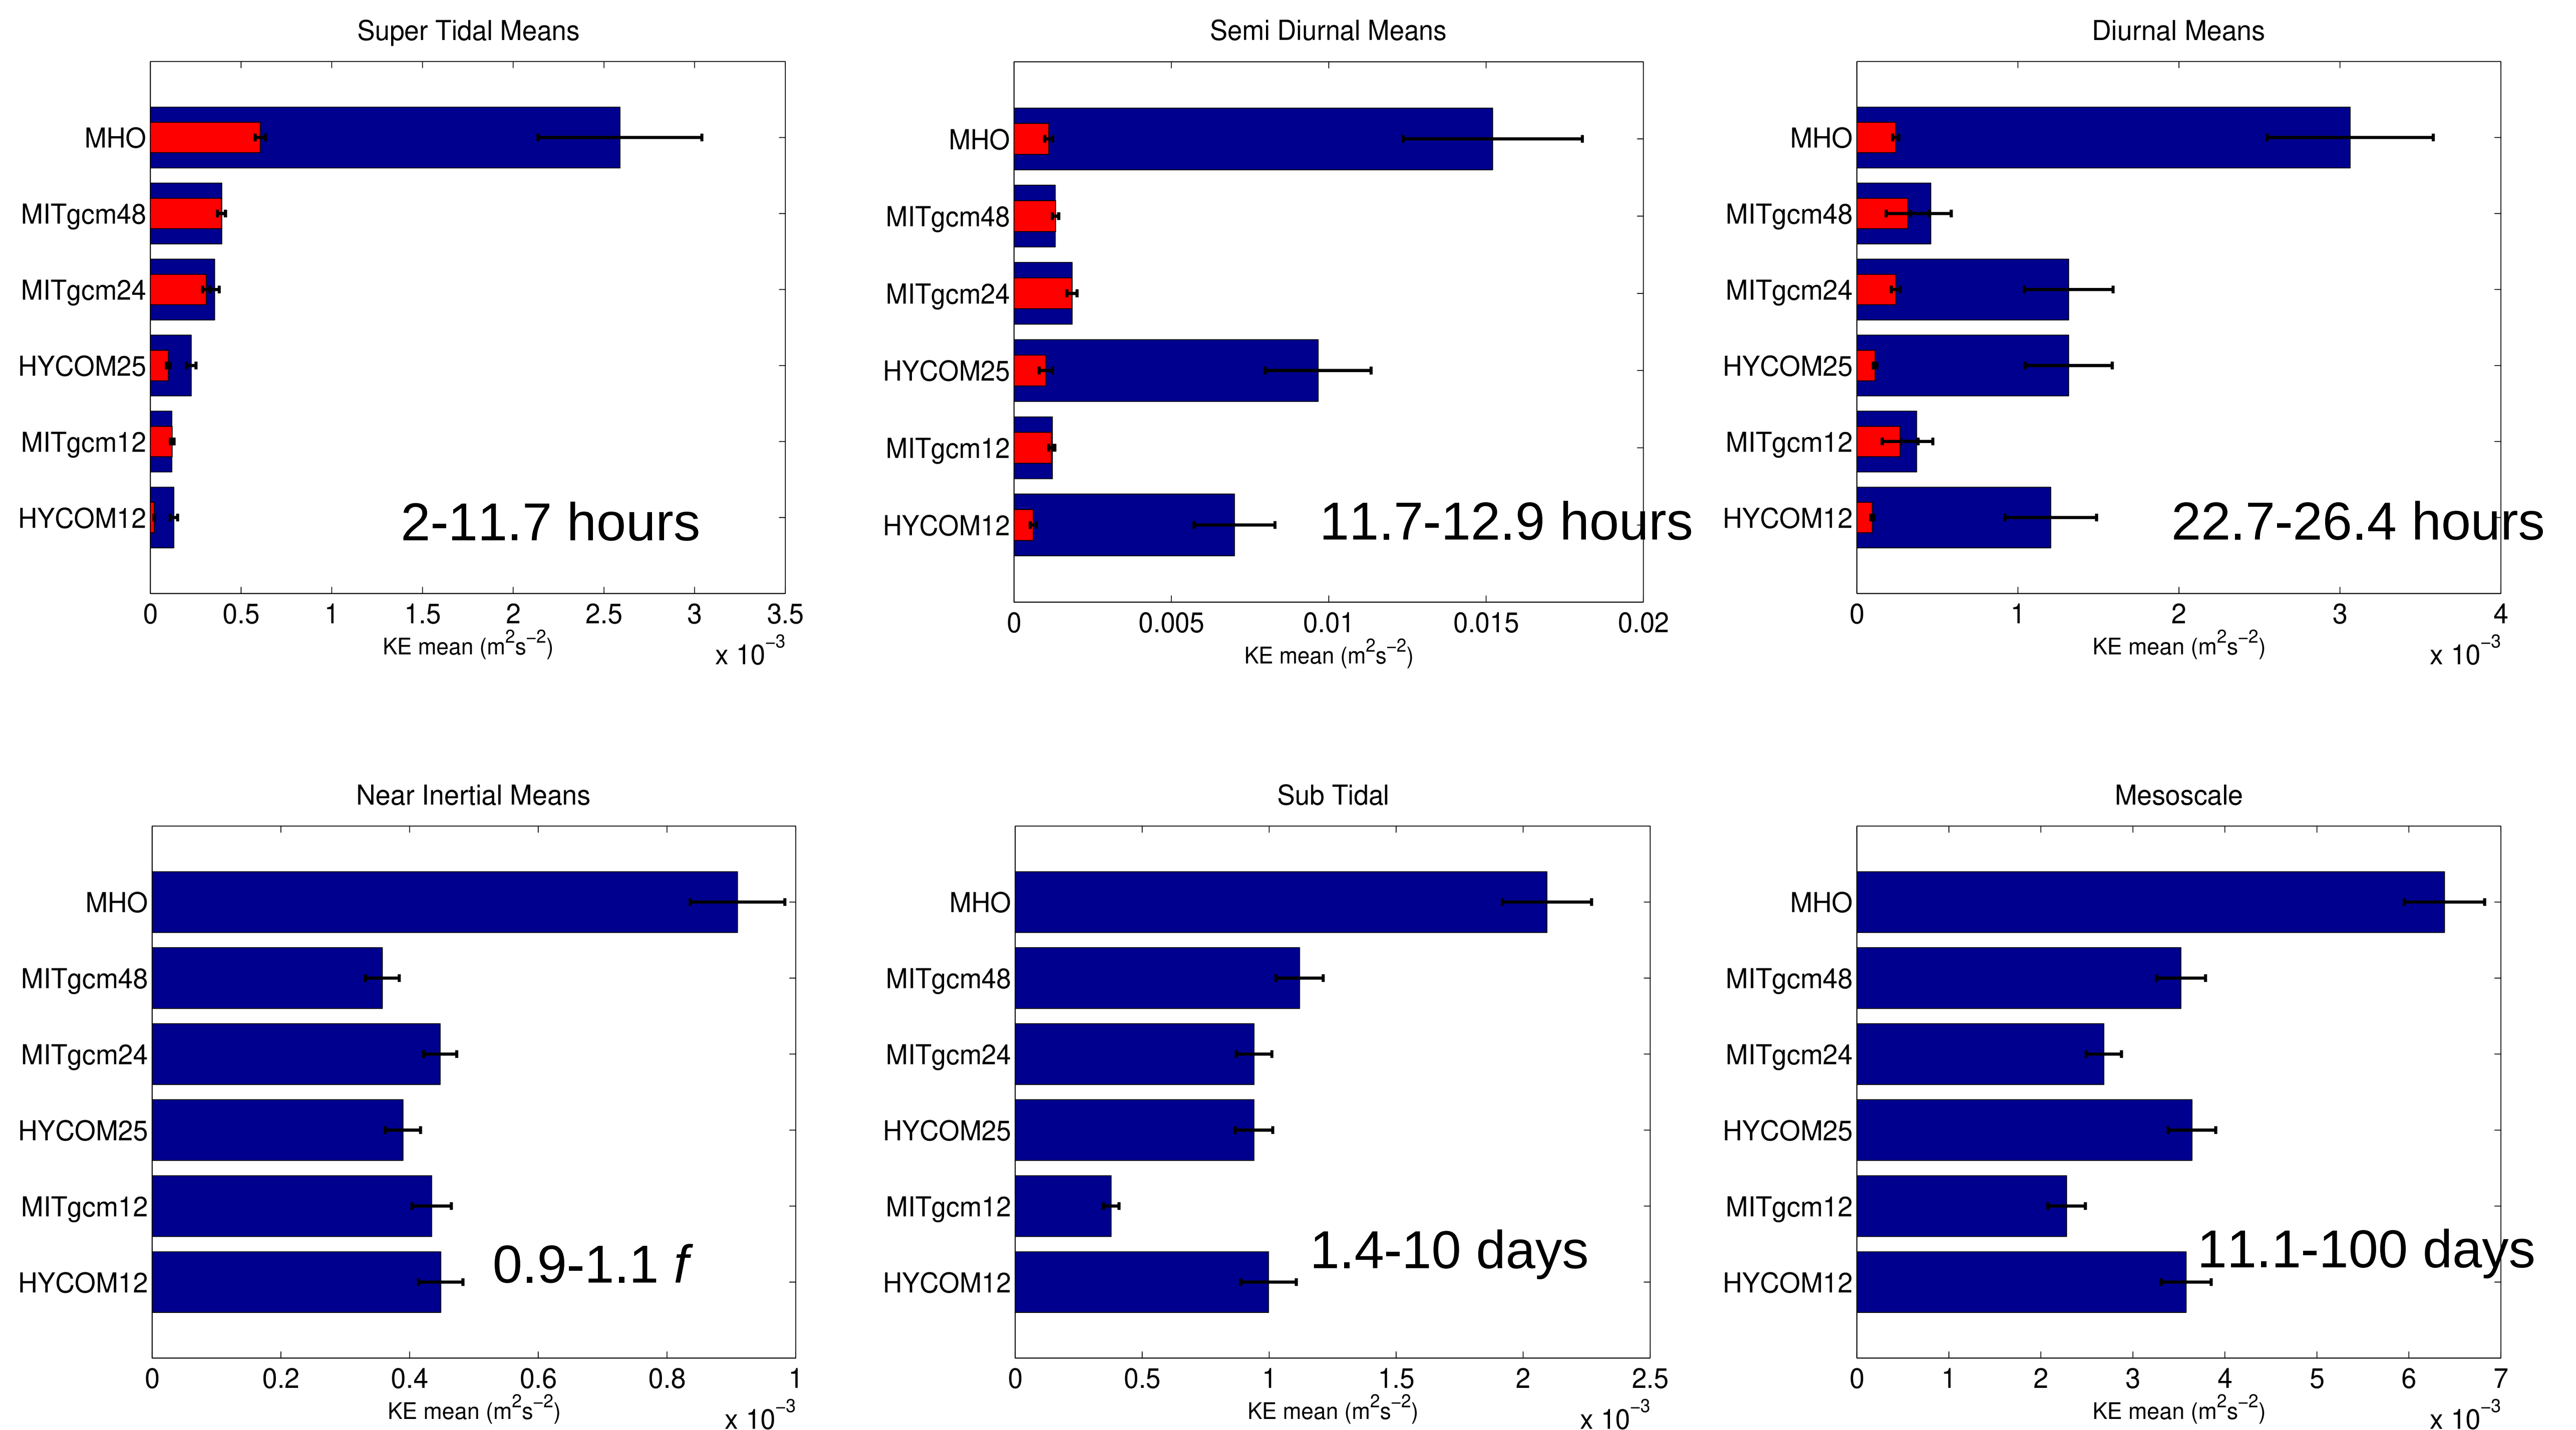 Super Tidal Means
MHO
MITgcm48
MITgcm24
HYCOM25
MITgcm12
HYCOM12
2-11.7 hours
0 0.5 1 1.5 2 2.5 3 3.5
KE mean (m²s⁻²)
x 10⁻³
Semi Diurnal Means
MHO
MITgcm48
MITgcm24
HYCOM25
MITgcm12
HYCOM12
11.7-12.9 hours
0 0.005 0.01 0.015 0.02
KE mean (m²s⁻²)
Diurnal Means
MHO
MITgcm48
MITgcm24
HYCOM25
MITgcm12
HYCOM12
22.7-26.4 hours
0 1 2 3 4
KE mean (m²s⁻²)
x 10⁻³
Near Inertial Means
MHO
MITgcm48
MITgcm24
HYCOM25
MITgcm12
HYCOM12
0.9-1.1 f
0 0.2 0.4 0.6 0.8 1
KE mean (m²s⁻²)
x 10⁻³
Sub Tidal
MHO
MITgcm48
MITgcm24
HYCOM25
MITgcm12
HYCOM12
1.4-10 days
0 0.5 1 1.5 2 2.5
KE mean (m²s⁻²)
x 10⁻³
Mesoscale
MHO
MITgcm48
MITgcm24
HYCOM25
MITgcm12
HYCOM12
11.1-100 days
0 1 2 3 4 5 6 7
KE mean (m²s⁻²)
x 10⁻³